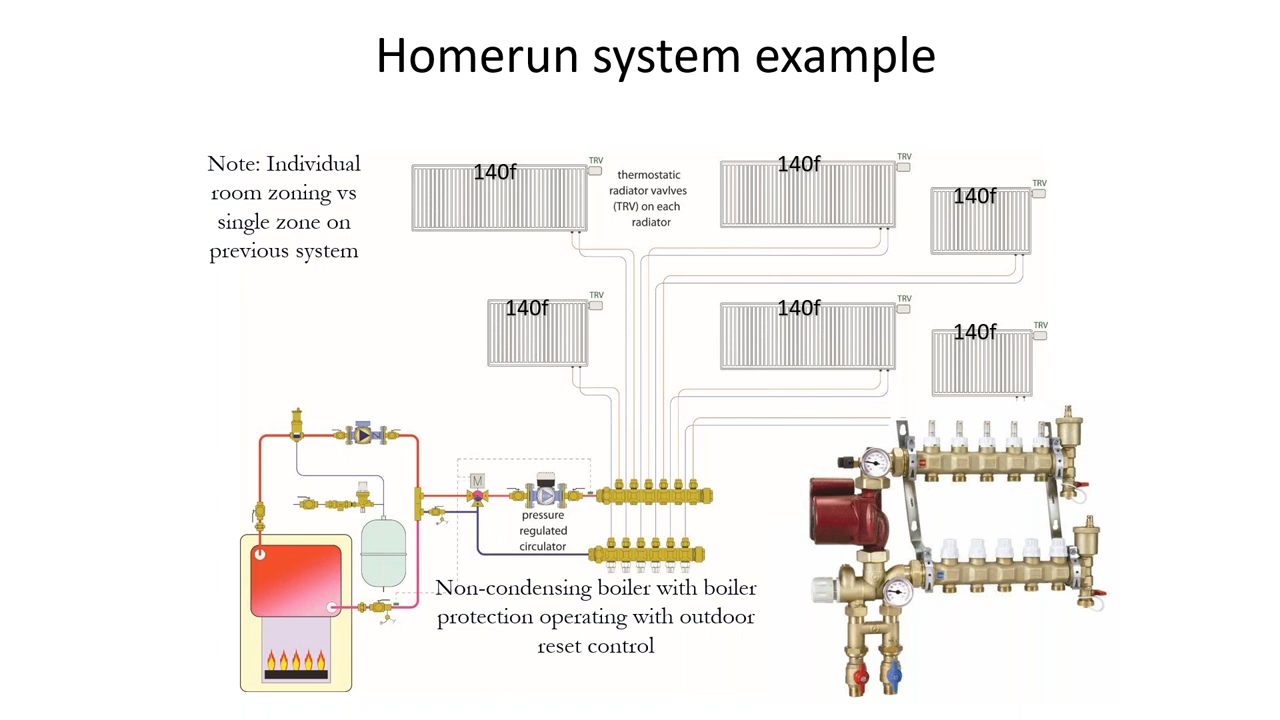 Homerun system example
Note: Individual
room zoning vs
single zone on
previous system
140f
TRV
thermostatic
radiator vavlves
(TRV) on each
radiator
140f
TRV
140f
TRV
140f
TRV
140f
TRV
140f
TRV
M
pressure
regulated
circulator
Non-condensing boiler with boiler
protection operating with outdoor
reset control